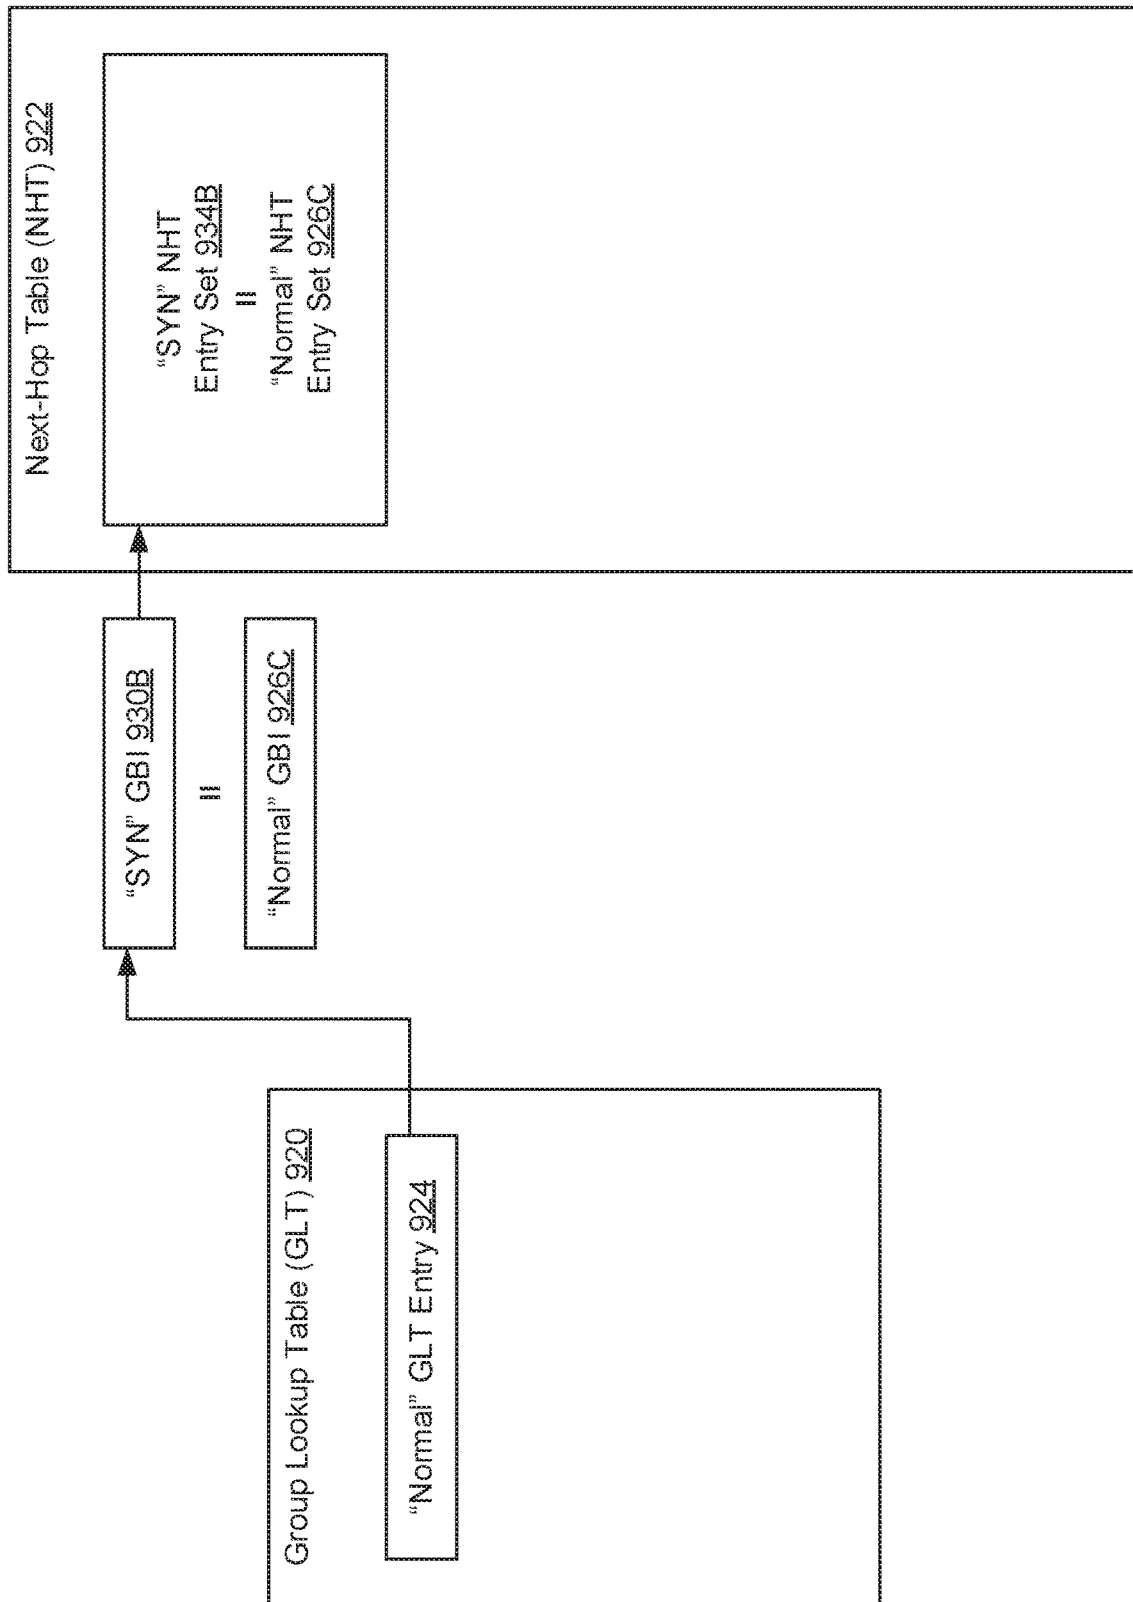 Group Lookup Table (GLT) 920
“Normal” GLT Entry 924
“SYN” GBI 930B
=
“Normal” GBI 926C
Next-Hop Table (NHT) 922
“SYN” NHT
Entry Set 934B
=
“Normal” NHT
Entry Set 926C